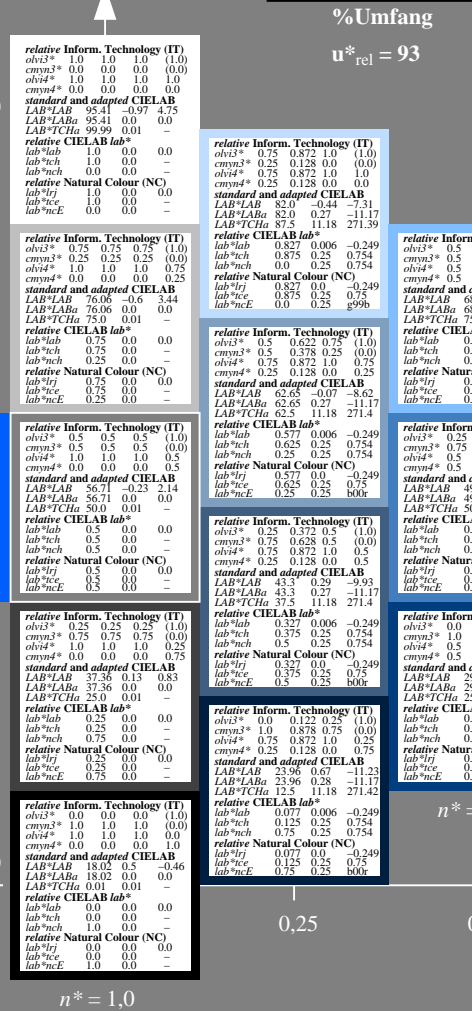 %Umfang
u*rel = 93
relative Inform. Technology (IT)
olvi3* 1.0 1.0 1.0 (1.0)
cmyn3* 0.0 0.0 0.0 (0.0)
olvi4* 1.0 1.0 1.0 1.0
cmyn4* 0.0 0.0 0.0 0.0
standard and adapted CIELAB
LAB*LAB 95.41 −0.97 4.75
LAB*LABa 95.41 0.0 0.0
LAB*TCHa 99.99 0.01 –
relative CIELAB lab*
lab*lab 1.0 0.0 0.0
lab*tch 1.0 0.0 –
lab*nch 0.0 0.0 –
relative Natural Colour (NC)
lab*lrj 1.0 0.0 0.0
lab*tce 1.0 0.0 –
lab*ncE 0.0 0.0 –
relative Inform. Technology (IT)
olvi3* 0.75 0.75 0.75 (1.0)
cmyn3* 0.25 0.25 0.25 (0.0)
olvi4* 1.0 1.0 1.0 0.75
cmyn4* 0.0 0.0 0.0 0.25
standard and adapted CIELAB
LAB*LAB 76.06 −0.6 3.44
LAB*LABa 76.06 0.0 0.0
LAB*TCHa 75.0 0.01 –
relative CIELAB lab*
lab*lab 0.75 0.0 0.0
lab*tch 0.75 0.0 –
lab*nch 0.25 0.0 –
relative Natural Colour (NC)
lab*lrj 0.75 0.0 0.0
lab*tce 0.75 0.0 –
lab*ncE 0.25 0.0 –
relative Inform. Technology (IT)
olvi3* 0.5 0.5 0.5 (1.0)
cmyn3* 0.5 0.5 0.5 (0.0)
olvi4* 1.0 1.0 1.0 0.5
cmyn4* 0.0 0.0 0.0 0.5
standard and adapted CIELAB
LAB*LAB 56.71 −0.23 2.14
LAB*LABa 56.71 0.0 0.0
LAB*TCHa 50.0 0.01 –
relative CIELAB lab*
lab*lab 0.5 0.0 0.0
lab*tch 0.5 0.0 –
lab*nch 0.5 0.0 –
relative Natural Colour (NC)
lab*lrj 0.5 0.0 0.0
lab*tce 0.5 0.0 –
lab*ncE 0.5 0.0 –
relative Inform. Technology (IT)
olvi3* 0.25 0.25 0.25 (1.0)
cmyn3* 0.75 0.75 0.75 (0.0)
olvi4* 1.0 1.0 1.0 0.25
cmyn4* 0.0 0.0 0.0 0.75
standard and adapted CIELAB
LAB*LAB 37.36 0.13 0.83
LAB*LABa 37.36 0.0 0.0
LAB*TCHa 25.0 0.01 –
relative CIELAB lab*
lab*lab 0.25 0.0 0.0
lab*tch 0.25 0.0 –
lab*nch 0.75 0.0 –
relative Natural Colour (NC)
lab*lrj 0.25 0.0 0.0
lab*tce 0.25 0.0 –
lab*ncE 0.75 0.0 –
relative Inform. Technology (IT)
olvi3* 0.0 0.0 0.0 (1.0)
cmyn3* 1.0 1.0 1.0 (0.0)
olvi4* 1.0 1.0 1.0 0.0
cmyn4* 0.0 0.0 0.0 1.0
standard and adapted CIELAB
LAB*LAB 18.02 0.5 −0.46
LAB*LABa 18.02 0.0 0.0
LAB*TCHa 0.01 0.01 –
relative CIELAB lab*
lab*lab 0.0 0.0 0.0
lab*tch 0.0 0.0 –
lab*nch 1.0 0.0 –
relative Natural Colour (NC)
lab*lrj 0.0 0.0 0.0
lab*tce 0.0 0.0 –
lab*ncE 1.0 0.0 –
n* = 1,0
relative Inform. Technology (IT)
olvi3* 0.75 0.872 1.0 (1.0)
cmyn3* 0.25 0.128 0.0 (0.0)
olvi4* 0.75 0.872 1.0 1.0
cmyn4* 0.25 0.128 0.0 0.0
standard and adapted CIELAB
LAB*LAB 82.0 −0.44 −7.31
LAB*LABa 82.0 0.27 −11.17
LAB*TCHa 87.5 11.18 271.39
relative CIELAB lab*
lab*lab 0.827 0.006 −0.249
lab*tch 0.875 0.25 0.754
lab*nch 0.0 0.25 0.754
relative Natural Colour (NC)
lab*lrj 0.827 0.0 −0.249
lab*tce 0.875 0.25 0.75
lab*ncE 0.0 0.25 g99b
relative Inform. Technology (IT)
olvi3* 0.5 0.622 0.75 (1.0)
cmyn3* 0.5 0.378 0.25 (0.0)
olvi4* 0.75 0.872 1.0 0.75
cmyn4* 0.25 0.128 0.0 0.25
standard and adapted CIELAB
LAB*LAB 62.65 −0.07 −8.62
LAB*LABa 62.65 0.27 −11.17
LAB*TCHa 62.5 11.18 271.4
relative CIELAB lab*
lab*lab 0.577 0.006 −0.249
lab*tch 0.625 0.25 0.754
lab*nch 0.25 0.25 0.754
relative Natural Colour (NC)
lab*lrj 0.577 0.0 −0.249
lab*tce 0.625 0.25 0.75
lab*ncE 0.25 0.25 b00r
relative Inform. Technology (IT)
olvi3* 0.25 0.372 0.5 (1.0)
cmyn3* 0.75 0.628 0.5 (0.0)
olvi4* 0.75 0.872 1.0 0.5
cmyn4* 0.25 0.128 0.0 0.5
standard and adapted CIELAB
LAB*LAB 43.3 0.29 −9.93
LAB*LABa 43.3 0.27 −11.17
LAB*TCHa 37.5 11.18 271.4
relative CIELAB lab*
lab*lab 0.327 0.006 −0.249
lab*tch 0.375 0.25 0.754
lab*nch 0.5 0.25 0.754
relative Natural Colour (NC)
lab*lrj 0.327 0.0 −0.249
lab*tce 0.375 0.25 0.75
lab*ncE 0.5 0.25 b00r
relative Inform. Technology (IT)
olvi3* 0.0 0.122 0.25 (1.0)
cmyn3* 1.0 0.878 0.75 (0.0)
olvi4* 0.75 0.872 1.0 0.25
cmyn4* 0.25 0.128 0.0 0.75
standard and adapted CIELAB
LAB*LAB 23.96 0.67 −11.23
LAB*LABa 23.96 0.28 −11.17
LAB*TCHa 12.5 11.18 271.42
relative CIELAB lab*
lab*lab 0.077 0.006 −0.249
lab*tch 0.125 0.25 0.754
lab*nch 0.75 0.25 0.754
relative Natural Colour (NC)
lab*lrj 0.077 0.0 −0.249
lab*tce 0.125 0.25 0.75
lab*ncE 0.75 0.25 b00r
0,25
n* =